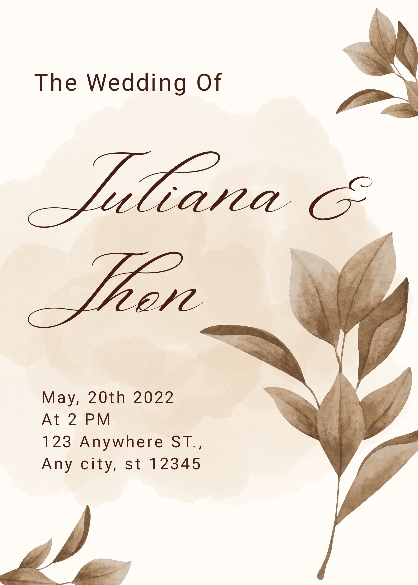 The Wedding Of
Juliana &
Jhon
May, 20th 2022
At 2 PM
123 Anywhere ST.,
Any city, st 12345